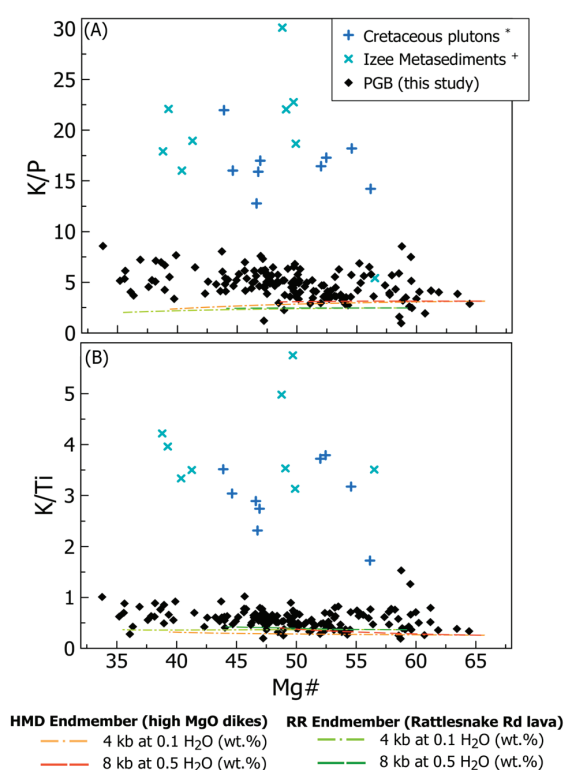 (A)
Cretaceous plutons *
Izee Metasediments +
PGB (this study)
30
25
20
15
10
5
0
K/P
(B)
5
4
3
2
1
0
K/Ti
35 40 45 50 55 60 65
Mg#
HMD Endmember (high MgO dikes)
4 kb at 0.1 H2O (wt.%)
8 kb at 0.5 H2O (wt.%)
RR Endmember (Rattlesnake Rd lava)
4 kb at 0.1 H2O (wt.%)
8 kb at 0.5 H2O (wt.%)